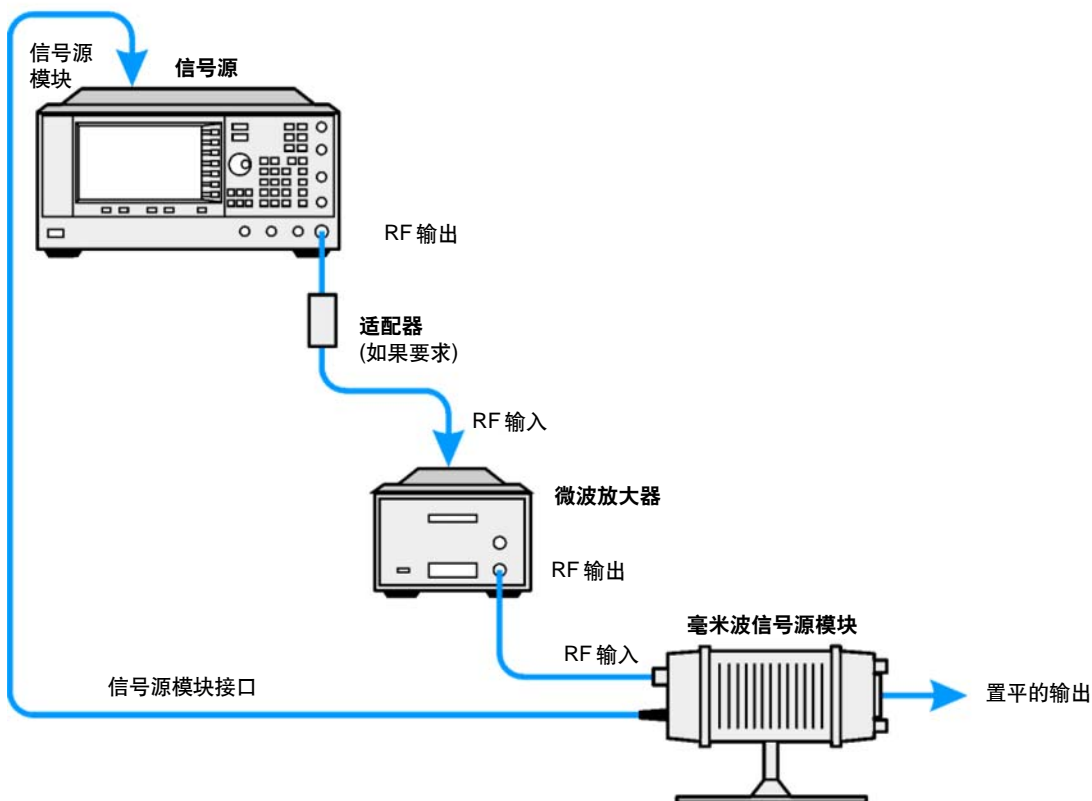 信号源
模块
信号源
RF 输出
适配器
(如果要求)
RF 输入
微波放大器
RF 输出
毫米波信号源模块
RF 输入
信号源模块接口
置平的输出